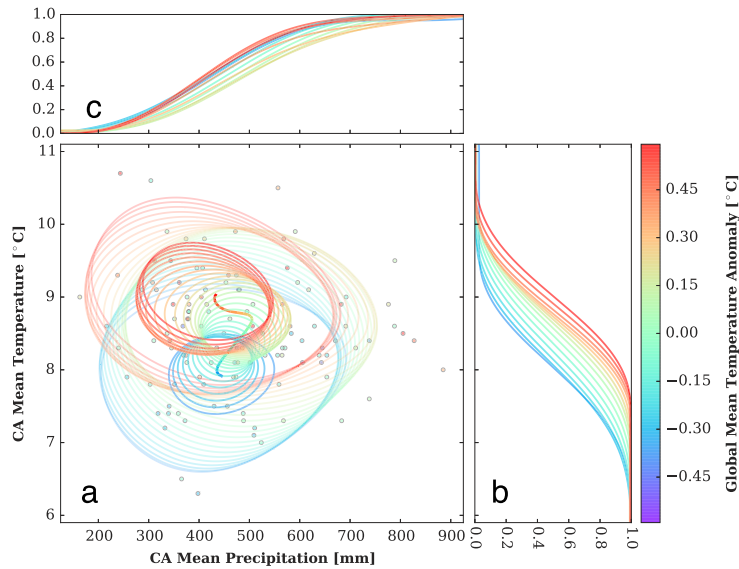 1.0
0.8
0.6
0.4
0.2
0.0
c
11
10
9
8
7
6
CA Mean Temperature [°C]
a
200 300 400 500 600 700 800 900
CA Mean Precipitation [mm]
b
0.0 0.2 0.4 0.6 0.8 1.0
0.45
0.30
0.15
0.00
−0.15
−0.30
−0.45
Global Mean Temperature Anomaly [°C]